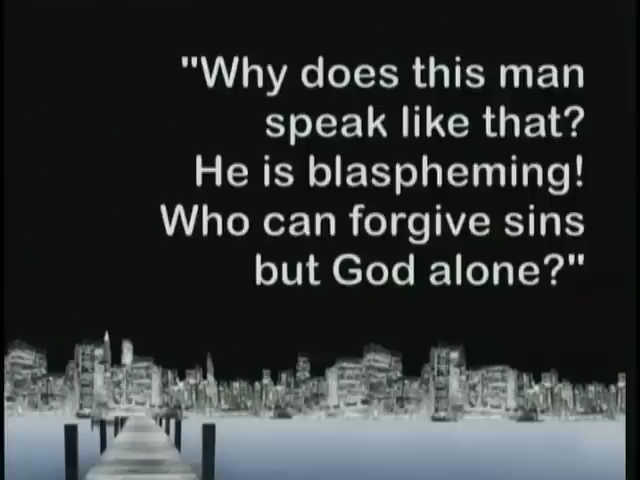 "Why does this man
speak like that?
He is blaspheming!
Who can forgive sins
but God alone?"